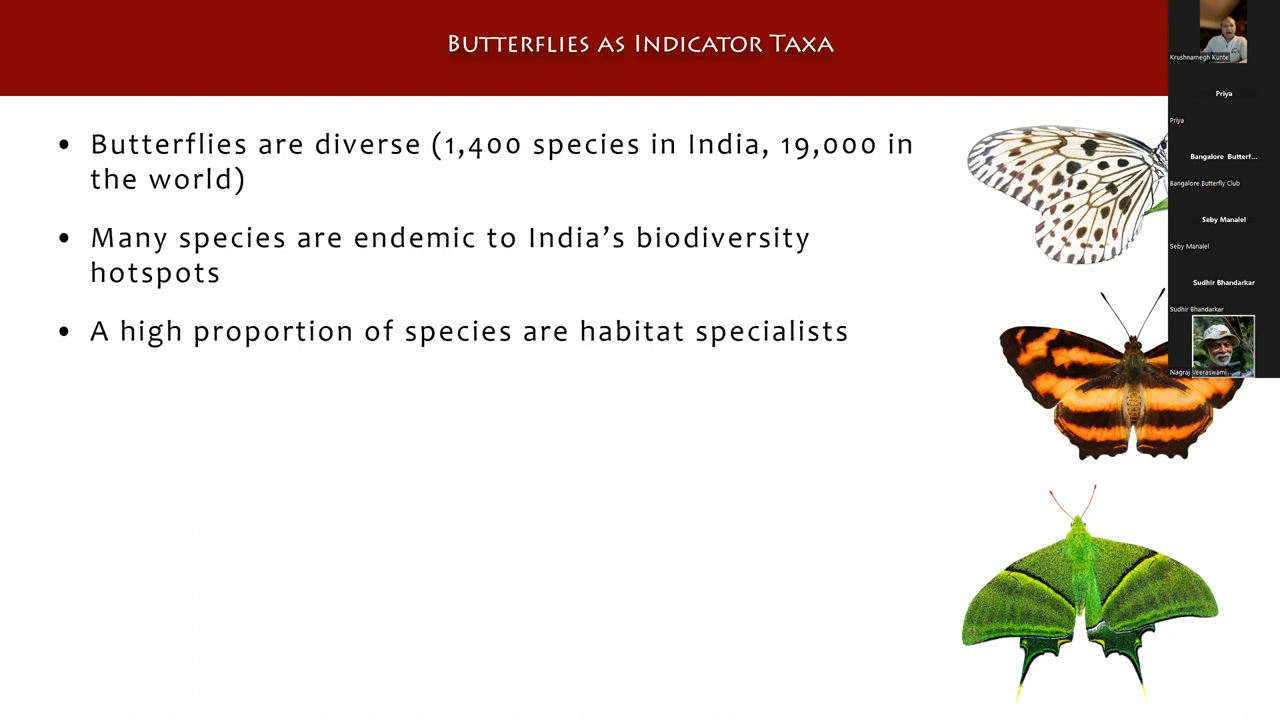 Butterflies as Indicator Taxa
• Butterflies are diverse (1,400 species in India, 19,000 in
the world)
• Many species are endemic to India’s biodiversity
hotspots
• A high proportion of species are habitat specialists
Krushnamegh Kunte
Priya
Priya
Bangalore Butterf...
Bangalore Butterfly Club
Seby Manalel
Seby Manalel
Sudhir Bhandarkar
Sudhir Bhandarkar
Nagraj Veeraswami